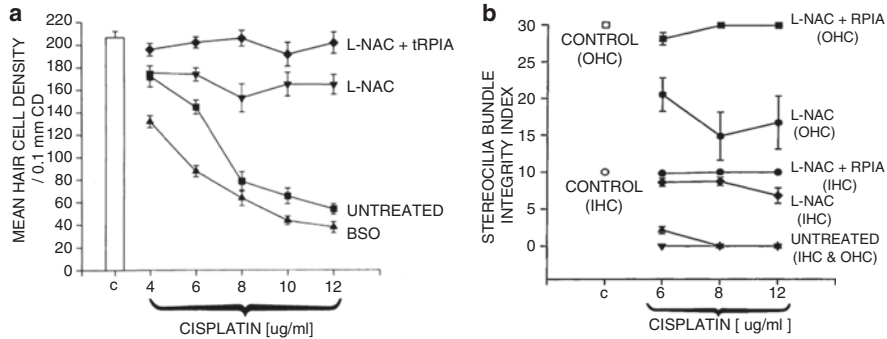 a
MEAN HAIR CELL DENSITY
/ 0.1 mm CD
220
200
180
160
140
120
100
80
60
40
20
0
L-NAC + tRPIA
L-NAC
UNTREATED
BSO
c 4 6 8 10 12
CISPLATIN [ug/ml]
b
STEREOCILIA BUNDLE
INTEGRITY INDEX
30
20
10
0
CONTROL
(OHC)
CONTROL
(IHC)
L-NAC + RPIA
(OHC)
L-NAC
(OHC)
L-NAC + RPIA
(IHC)
L-NAC
(IHC)
UNTREATED
(IHC & OHC)
c 6 8 12
CISPLATIN [ ug/ml ]